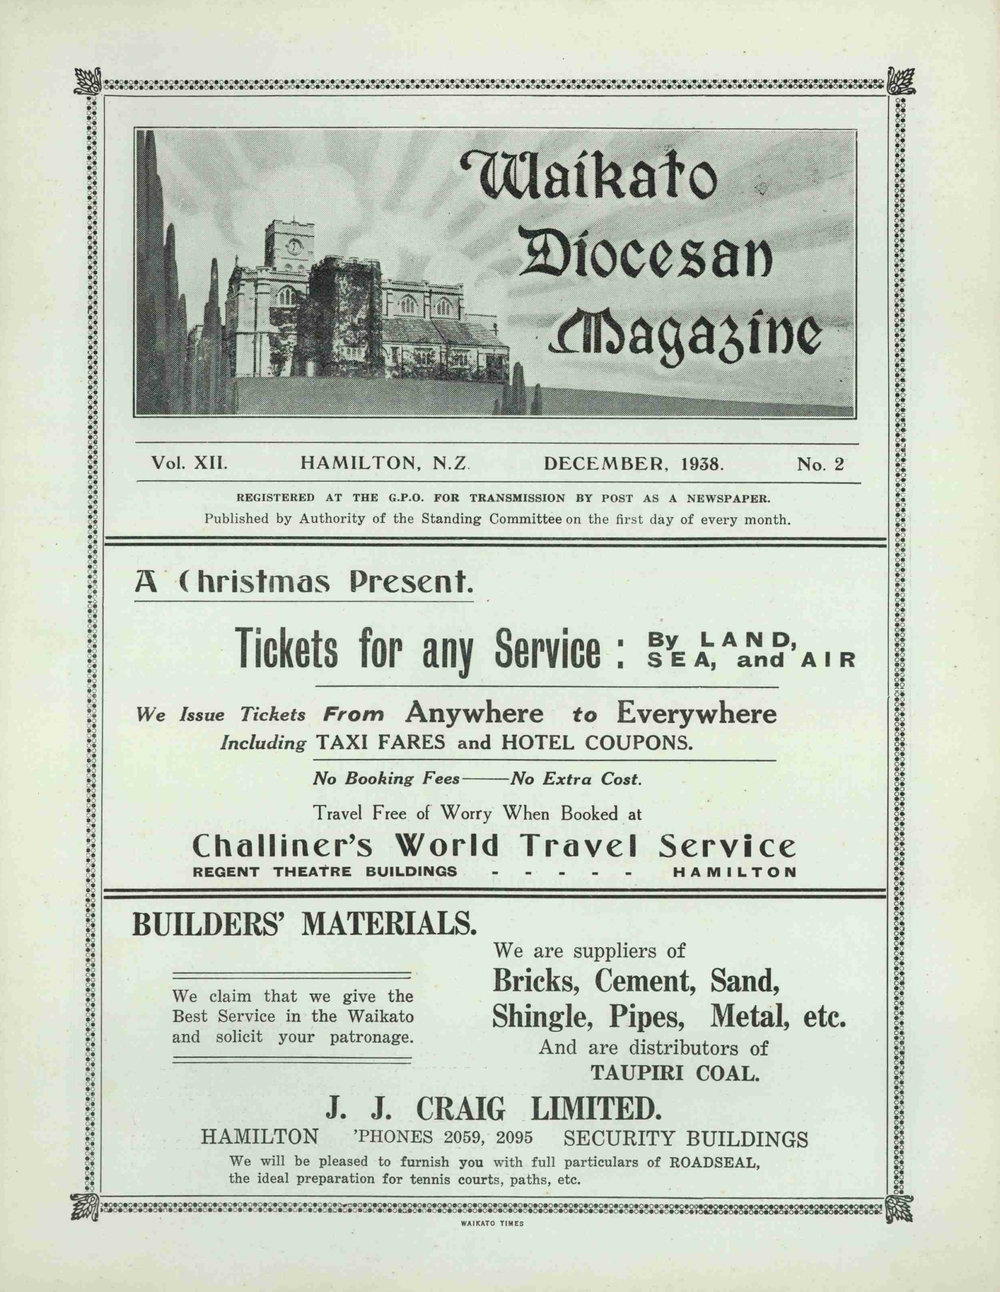 Waikato
Diocesan
Magazine
Vol. XII. HAMILTON, N.Z. DECEMBER, 1938. No. 2
REGISTERED AT THE G.P.O. FOR TRANSMISSION BY POST AS A NEWSPAPER.
Published by Authority of the Standing Committee on the first day of every month.
A Christmas Present.
Tickets for any Service : By LAND,
SEA, and AIR
We Issue Tickets From Anywhere to Everywhere
Including TAXI FARES and HOTEL COUPONS.
No Booking Fees——No Extra Cost.
Travel Free of Worry When Booked at
Challiner's World Travel Service
REGENT THEATRE BUILDINGS - - - - - HAMILTON
BUILDERS' MATERIALS.
We claim that we give the
Best Service in the Waikato
and solicit your patronage.
We are suppliers of
Bricks, Cement, Sand,
Shingle, Pipes, Metal, etc.
And are distributors of
TAUPIRI COAL.
J. J. CRAIG LIMITED.
HAMILTON 'PHONES 2059, 2095 SECURITY BUILDINGS
We will be pleased to furnish you with full particulars of ROADSEAL,
the ideal preparation for tennis courts, paths, etc.
WAIKATO TIMES